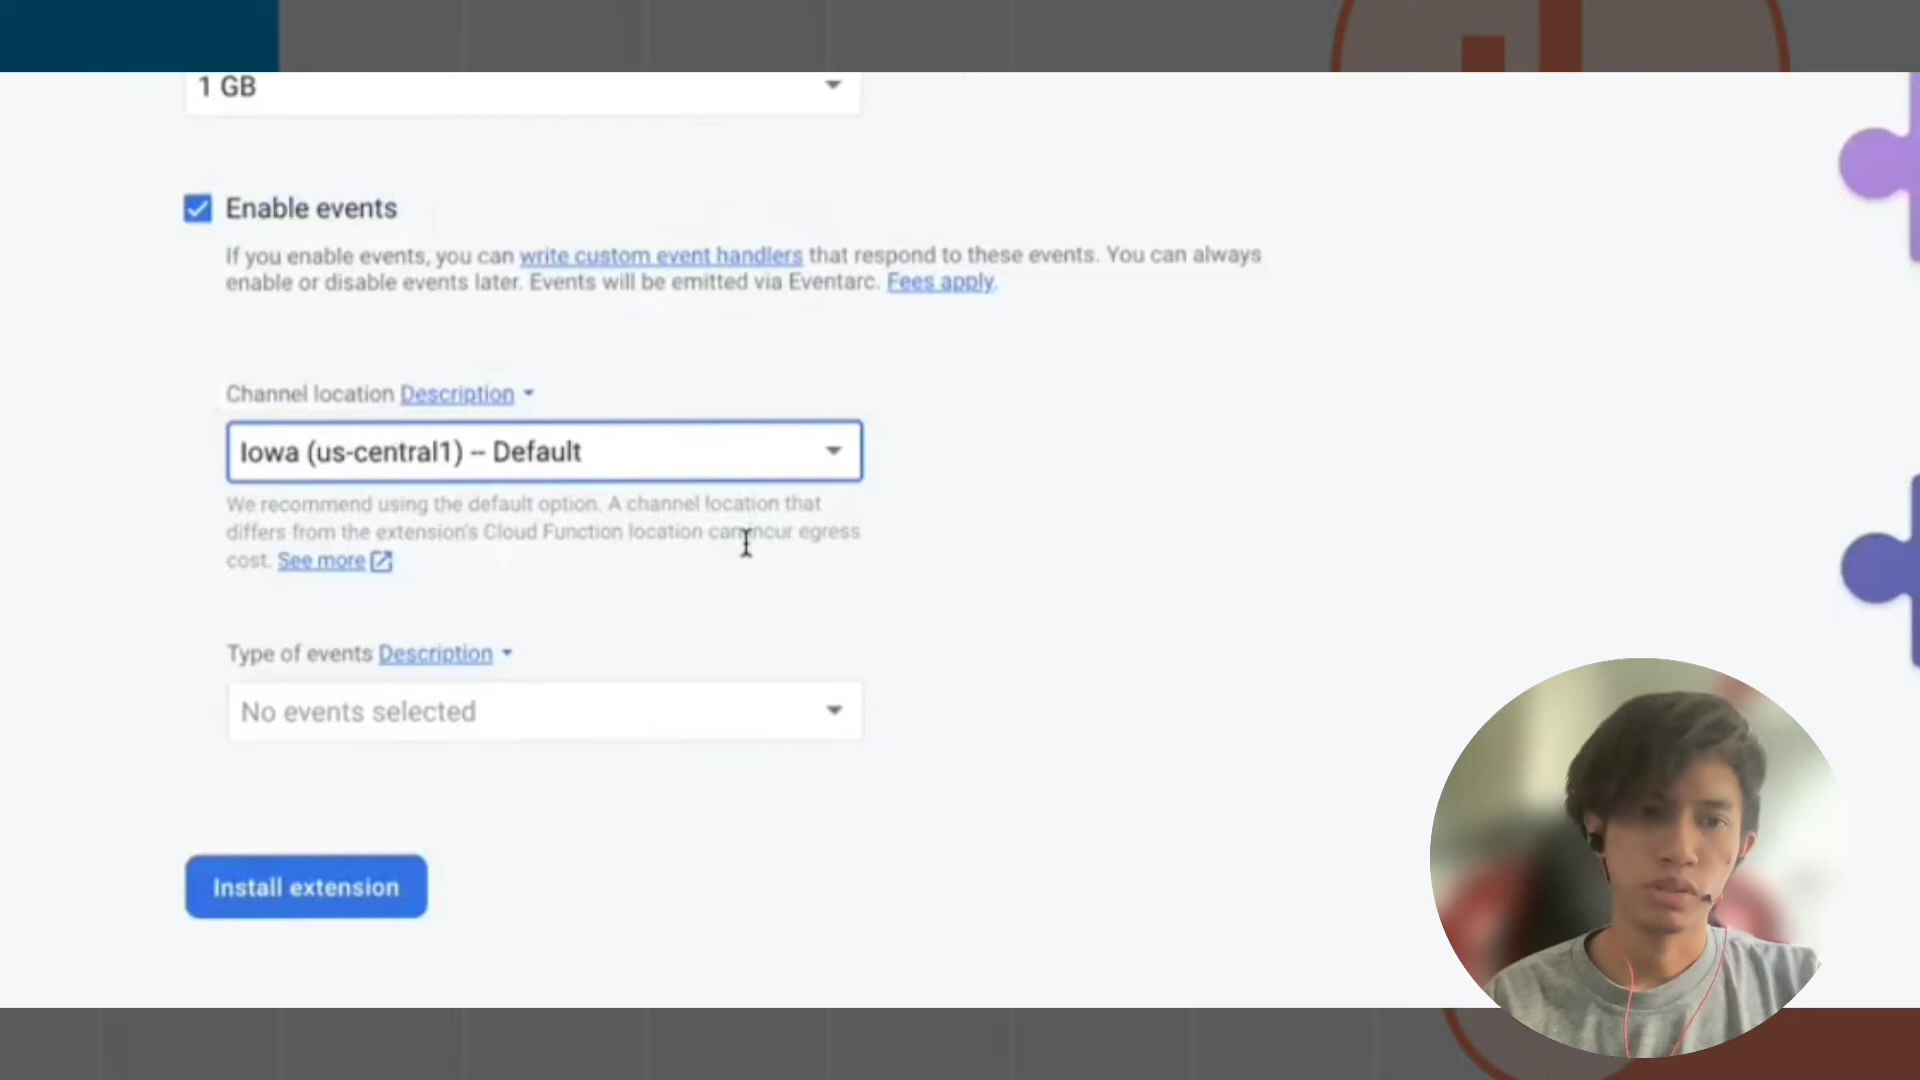 1 GB
Enable events
If you enable events, you can write custom event handlers that respond to these events. You can always
enable or disable events later. Events will be emitted via Eventarc. Fees apply.
Channel location Description
Iowa (us-central1) -- Default
We recommend using the default option. A channel location that
differs from the extension's Cloud Function location can incur egress
cost. See more
Type of events Description
No events selected
Install extension